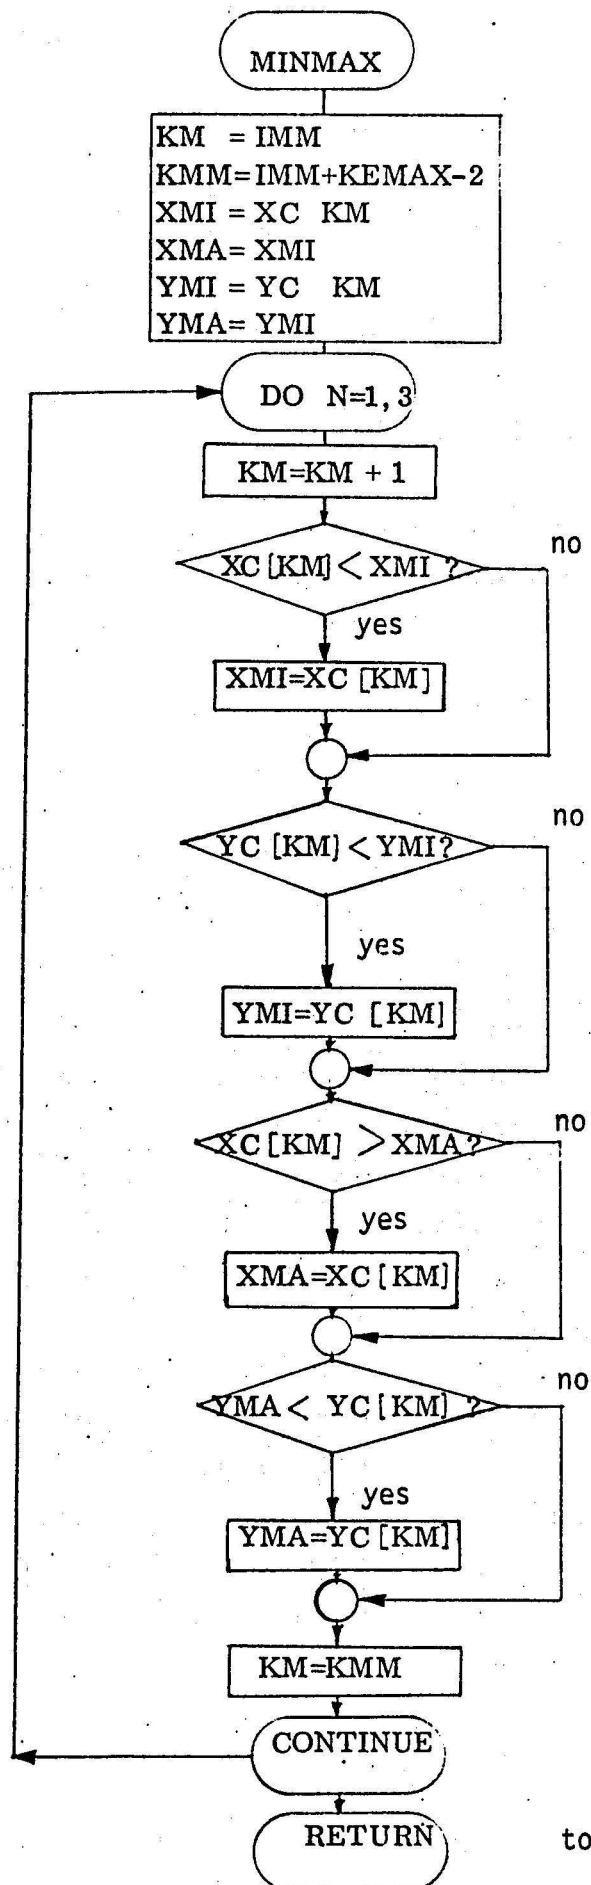 MINMAX
KM = IMM
KMM=IMM+KEMAX-2
XMI = XC KM
XMA= XMI
YMI = YC KM
YMA= YMI
DO N=1, 3
KM=KM + 1
XC [KM] < XMI ?
no
yes
XMI=XC [KM]
YC [KM] < YMI?
no
yes
YMI=YC [KM]
XC [KM] > XMA?
no
yes
XMA=XC [KM]
YMA < YC [KM] ?
no
yes
YMA=YC [KM]
KM=KMM
CONTINUE
RETURN
to